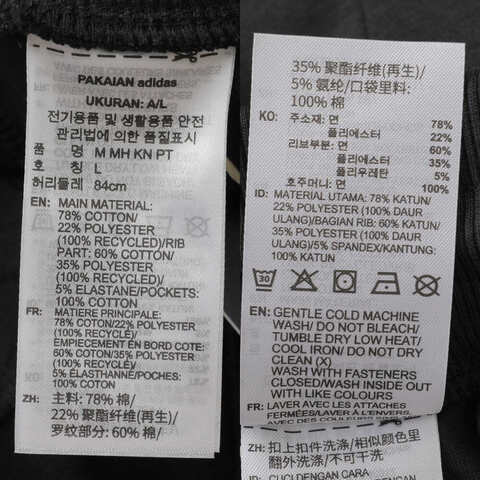 PAKAIAN adidas
UKURAN: A/L
전기용품 및 생활용품 안전
관리법에 의한 품질표시
품 명 M MH KN PT
호 칭 L
허리둘레 84cm
EN: MAIN MATERIAL:
78% COTTON/
22% POLYESTER
(100% RECYCLED)/RIB
PART: 60% COTTON/
35% POLYESTER
(100% RECYCLED)/
5% ELASTANE/POCKETS:
100% COTTON
FR: MATIERE PRINCIPALE:
78% COTON/22% POLYESTER
(100% RECYCLÉ)/
EMPIECEMENT EN BORD COTE:
60% COTON/35% POLYESTER
(100% RECYCLÉ)/
5% ÉLASTHANNE/POCHES:
100% COTON
ZH: 主料: 78% 棉/
22% 聚酯纤维(再生)/
罗纹部分: 60% 棉/
35% 聚酯纤维(再生)/
5% 氨纶/口袋里料:
100% 棉
KO: 주소재: 면 78%
폴리에스터 22%
리브부분: 면 60%
폴리에스터 35%
폴리우레탄 5%
호주머니: 면 100%
ID: MATERIAL UTAMA: 78% KATUN/
22% POLYESTER (100% DAUR
ULANG)/BAGIAN RIB: 60% KATUN/
35% POLYESTER (100% DAUR
ULANG)/5% SPANDEX/KANTUNG:
100% KATUN
30
EN: GENTLE COLD MACHINE
WASH/ DO NOT BLEACH/
TUMBLE DRY LOW HEAT/
COOL IRON/ DO NOT DRY
CLEAN (X)
WASH WITH FASTENERS
CLOSED/WASH INSIDE OUT
WITH LIKE COLOURS
FR: LAVER AVEC LES ATTACHES
FERMÉES/LAVER À L'ENVERS
AVEC DES COULEURS
ZH: 扣上扣件洗涤/相似颜色里
翻外洗涤/不可干洗
ID: CUCI DENGAN CARA